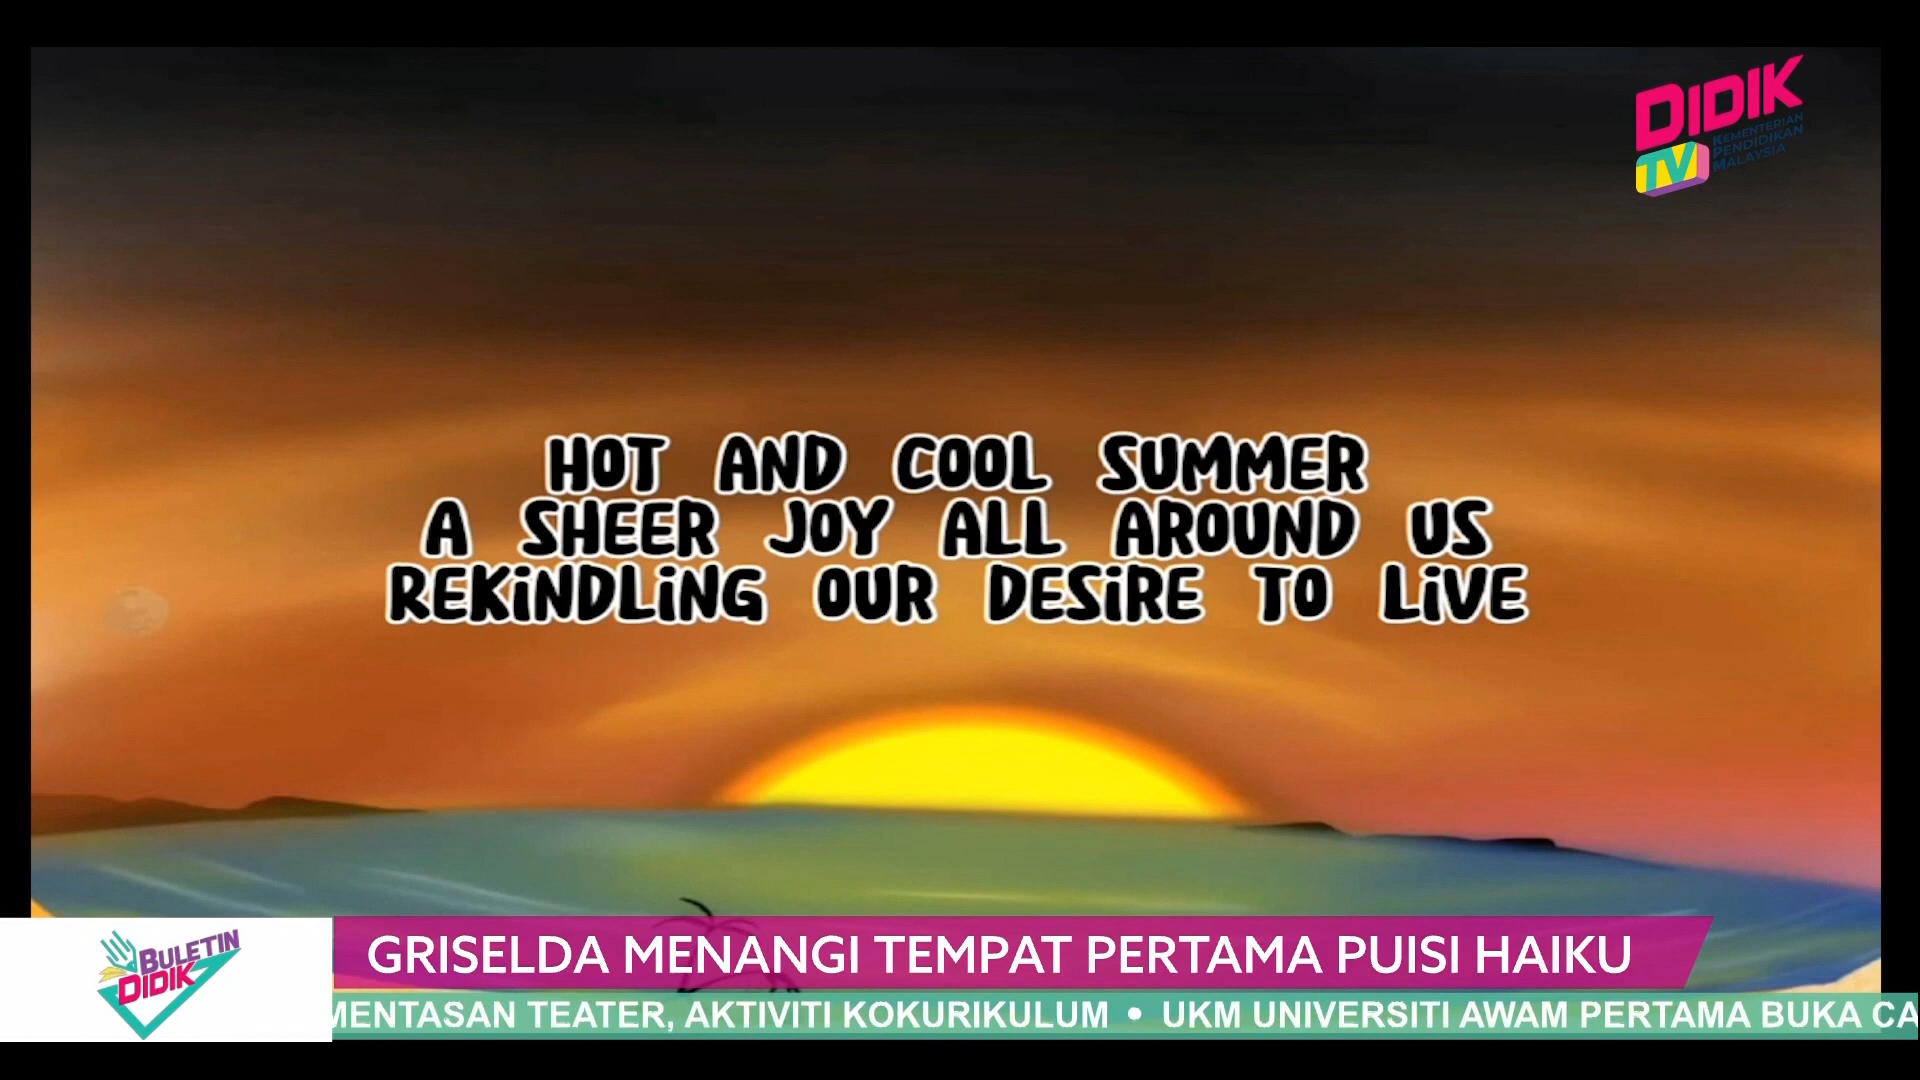 DIDIK
TV
KEMENTERIAN
PENDIDIKAN
MALAYSIA
HOT AND COOL SUMMER
A SHEER JOY ALL AROUND US
REKiNDLiNG OUR DESiRE TO LiVE
BULETIN
DIDIK
GRISELDA MENANGI TEMPAT PERTAMA PUISI HAIKU
MENTASAN TEATER, AKTIVITI KOKURIKULUM • UKM UNIVERSITI AWAM PERTAMA BUKA CA